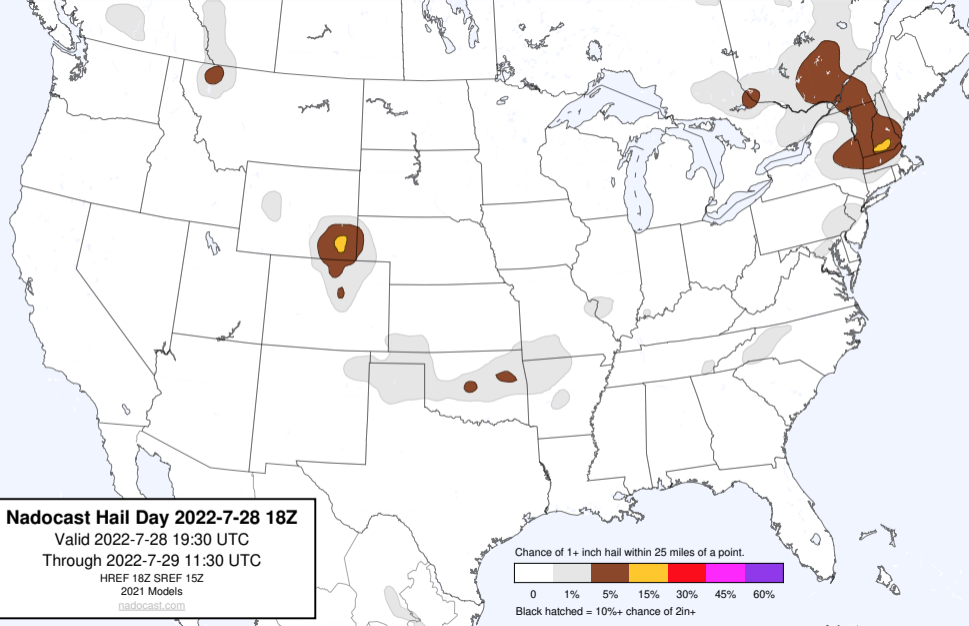 Nadocast Hail Day 2022-7-28 18Z
Valid 2022-7-28 19:30 UTC
Through 2022-7-29 11:30 UTC
HREF 18Z SREF 15Z
2021 Models
nadocast.com
Chance of 1+ inch hail within 25 miles of a point.
0 1% 5% 15% 30% 45% 60%
Black hatched = 10%+ chance of 2in+